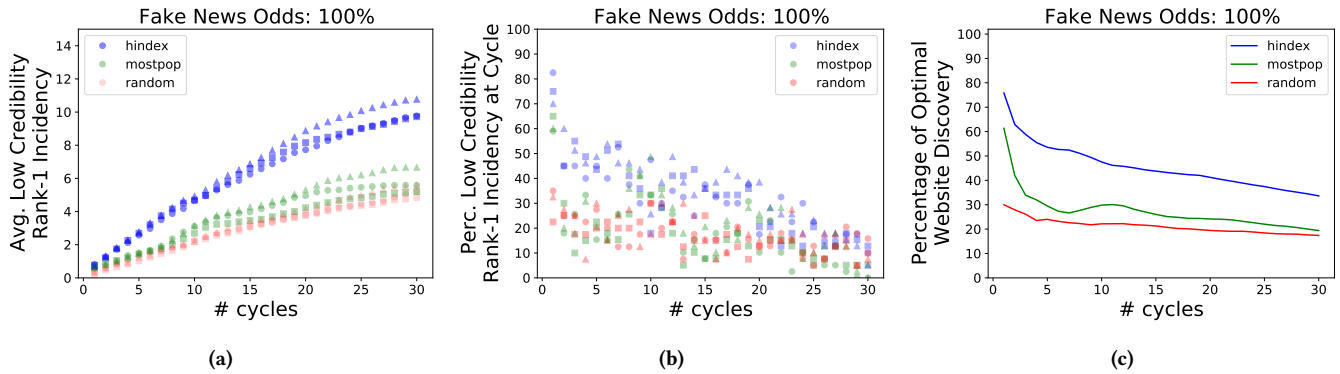 Fake News Odds: 100%
Avg. Low Credibility
Rank-1 Incidency
14
12
10
8
6
4
2
0
hindex
mostpop
random
0 5 10 15 20 25 30
# cycles
(a)
Fake News Odds: 100%
Perc. Low Credibility
Rank-1 Incidency at Cycle
100
90
80
70
60
50
40
30
20
10
0
hindex
mostpop
random
0 5 10 15 20 25 30
# cycles
(b)
Fake News Odds: 100%
Percentage of Optimal
Website Discovery
100
90
80
70
60
50
40
30
20
10
0
hindex
mostpop
random
0 5 10 15 20 25 30
# cycles
(c)